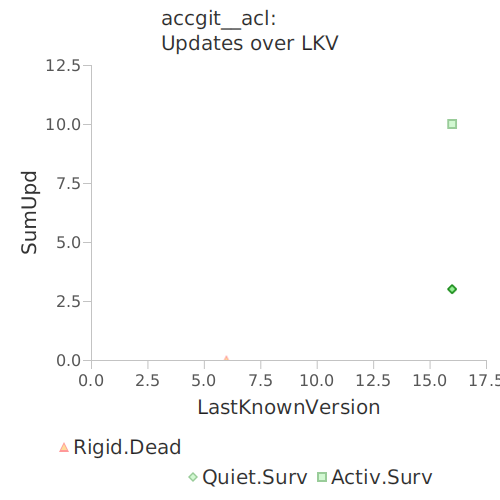 accgit__acl:
Updates over LKV
12.5
10.0
7.5
5.0
2.5
0.0
SumUpd
0.0 2.5 5.0 7.5 10.0 12.5 15.0 17.5
LastKnownVersion
Rigid.Dead
Quiet.Surv Activ.Surv